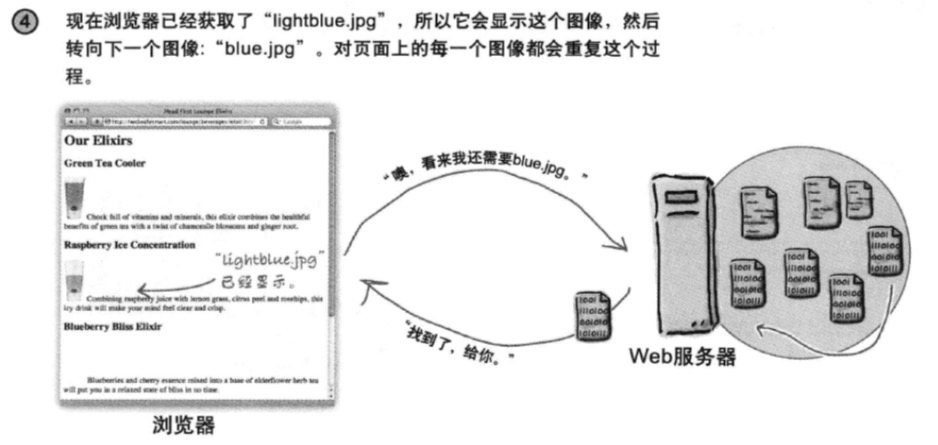 4 现在浏览器已经获取了“lightblue.jpg”，所以它会显示这个图像，然后
转向下一个图像:“blue.jpg”。对页面上的每一个图像都会重复这个过
程。
Head First Lounge Elixirs
Google
Our Elixirs
Green Tea Cooler
Chock full of vitamins and minerals, this elixir combines the healthful
benefits of green tea with a twist of chamomile blossoms and ginger root.
Raspberry Ice Concentration
“lightblue.jpg”
已经显示。
Combining raspberry juice with lemon grass, citrus peel and rosehips, this
icy drink will make your mind feel clear and crisp.
Blueberry Bliss Elixir
Blueberries and cherry essence mixed into a base of elderflower herb tea
will put you in a relaxed state of bliss in no time.
浏览器
“噢，看来我还需要blue.jpg。”
“找到了，给你。”
Web服务器